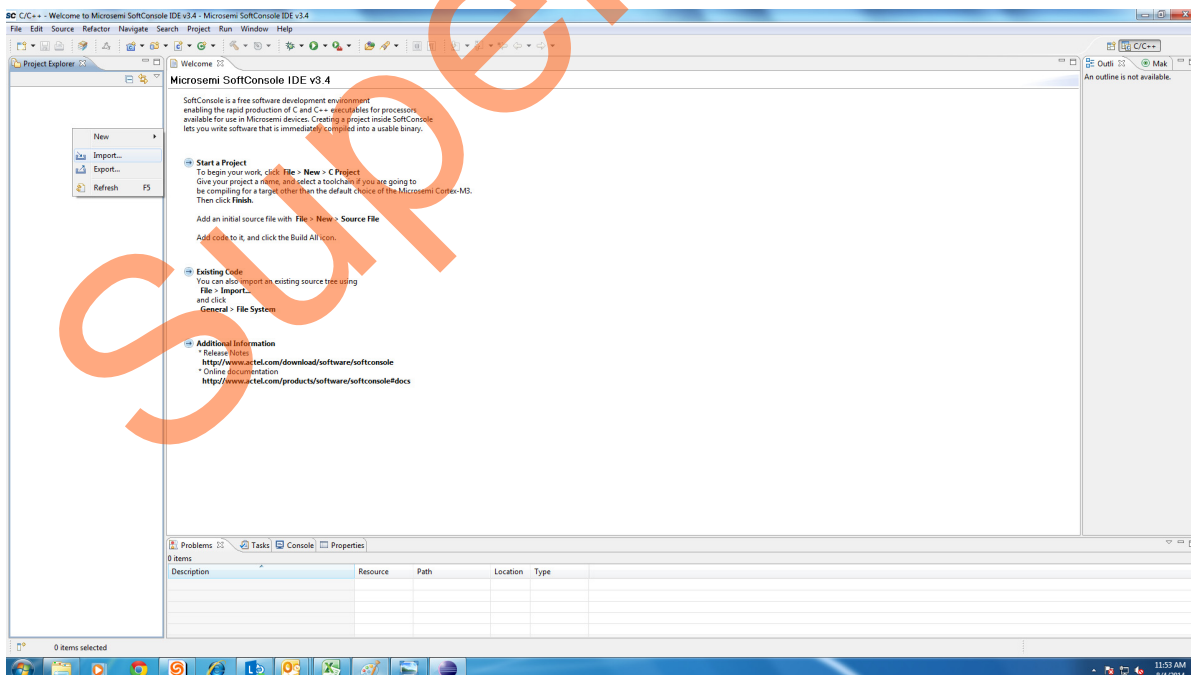 SC C/C++ - Welcome to Microsemi SoftConsole IDE v3.4 - Microsemi SoftConsole IDE v3.4
File Edit Source Refactor Navigate Search Project Run Window Help
C/C++
Project Explorer
Welcome
Outli
Mak
Microsemi SoftConsole IDE v3.4
An outline is not available.
SoftConsole is a free software development environment
enabling the rapid production of C and C++ executables for processors
available for use in Microsemi devices. Creating a project inside SoftConsole
lets you write software that is immediately compiled into a usable binary.
New
Import...
Export...
Refresh F5
Start a Project
To begin your work, click File > New > C Project
Give your project a name, and select a toolchain if you are going to
be compiling for a target other than the default choice of the Microsemi Cortex-M3.
Then click Finish.
Add an initial source file with File > New > Source File
Add code to it, and click the Build All icon.
Existing Code
You can also import an existing source tree using
File > Import...
and click
General > File System
Additional Information
* Release Notes
http://www.actel.com/download/software/softconsole
* Online documentation
http://www.actel.com/products/software/softconsole#docs
Problems
Tasks
Console
Properties
0 items
Description Resource Path Location Type
0 items selected
11:53 AM
Super